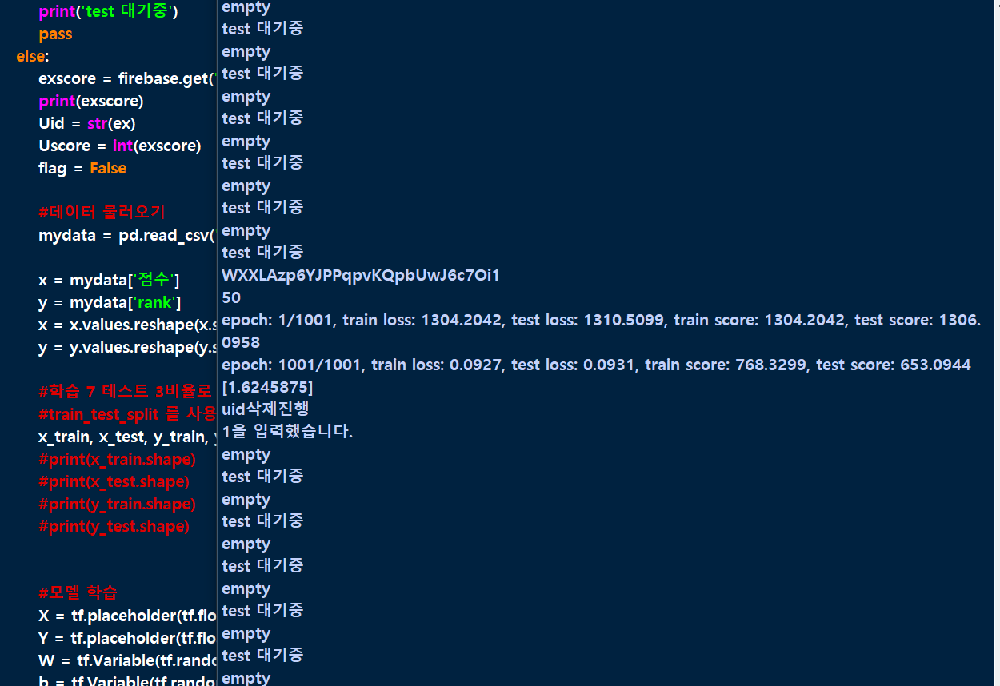 print('test 대기중')
pass
else:
exscore = firebase.get('
print(exscore)
Uid = str(ex)
Uscore = int(exscore)
flag = False
#데이터 불러오기
mydata = pd.read_csv('
x = mydata['점수']
y = mydata['rank']
x = x.values.reshape(x.s
y = y.values.reshape(y.s
#학습 7 테스트 3비율로
#train_test_split 를 사용
x_train, x_test, y_train, y
#print(x_train.shape)
#print(x_test.shape)
#print(y_train.shape)
#print(y_test.shape)
#모델 학습
X = tf.placeholder(tf.flo
Y = tf.placeholder(tf.flo
W = tf.Variable(tf.rando
b = tf.Variable(tf.rando
empty
test 대기중
empty
test 대기중
empty
test 대기중
empty
test 대기중
empty
test 대기중
empty
test 대기중
WXXLAzp6YJPPqpvKQpbUwJ6c7Oi1
50
epoch: 1/1001, train loss: 1304.2042, test loss: 1310.5099, train score: 1304.2042, test score: 1306.
0958
epoch: 1001/1001, train loss: 0.0927, test loss: 0.0931, train score: 768.3299, test score: 653.0944
[1.6245875]
uid삭제진행
1을 입력했습니다.
empty
test 대기중
empty
test 대기중
empty
test 대기중
empty
test 대기중
empty
test 대기중
empty